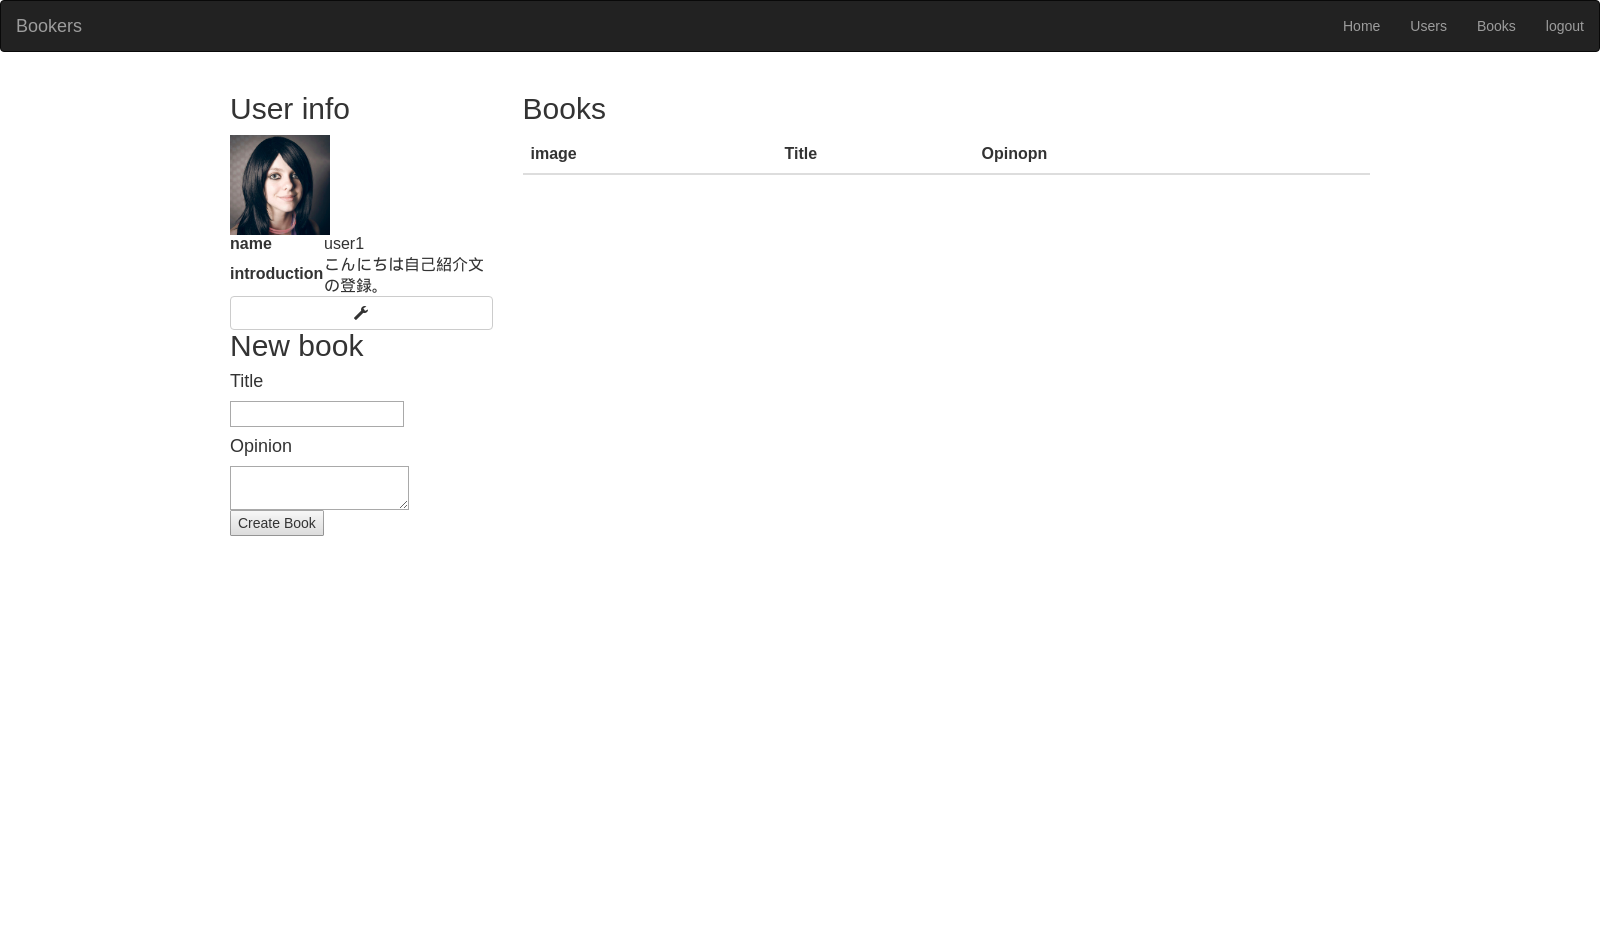 Bookers
Home Users Books logout
User info
name user1
introduction こんにちは自己紹介文
の登録。
New book
Title
Opinion
Create Book
Books
image Title Opinopn